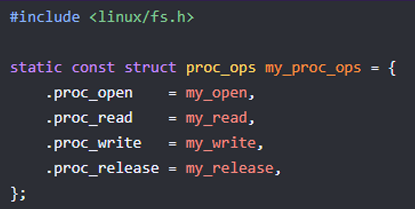 #include <linux/fs.h>
static const struct proc_ops my_proc_ops = {
    .proc_open    = my_open,
    .proc_read    = my_read,
    .proc_write   = my_write,
    .proc_release = my_release,
};